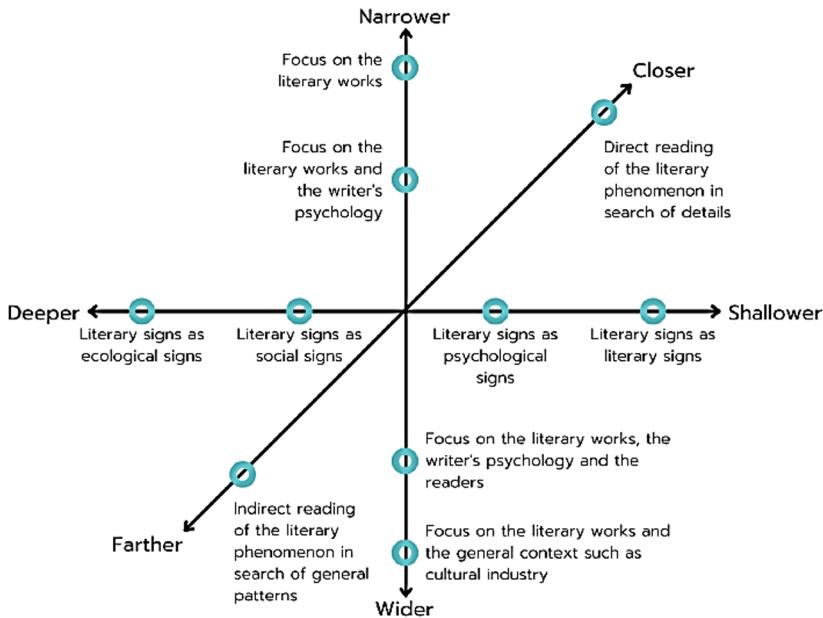 Narrower
Focus on the
literary works
Closer
Focus on the
literary works and
the writer's
psychology
Direct reading
of the literary
phenomenon in
search of details
Deeper
Shallower
Literary signs as
ecological signs
Literary signs as
social signs
Literary signs as
psychological
signs
Literary signs as
literary signs
Focus on the literary works, the
writer's psychology and the
readers
Indirect reading
of the literary
phenomenon in
search of general
patterns
Farther
Focus on the literary works and
the general context such as
cultural industry
Wider